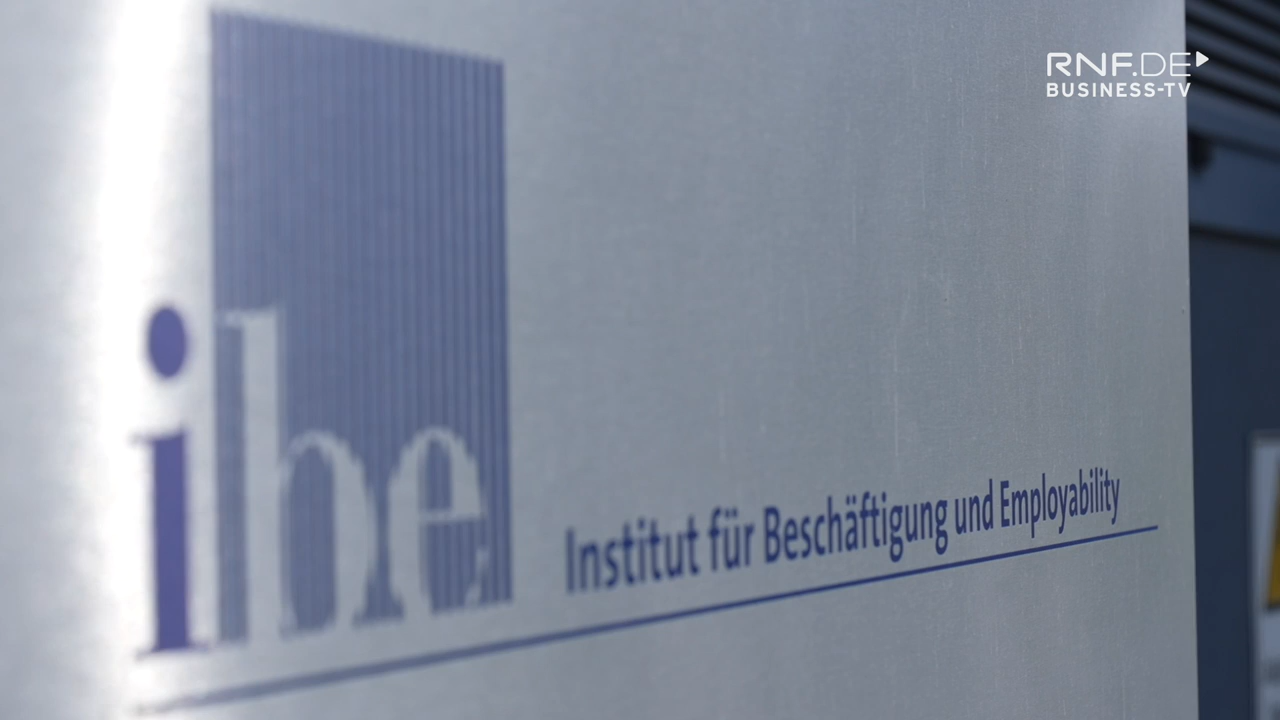 RNF.DE
BUSINESS-TV
ibe
Institut für Beschäftigung und Employability